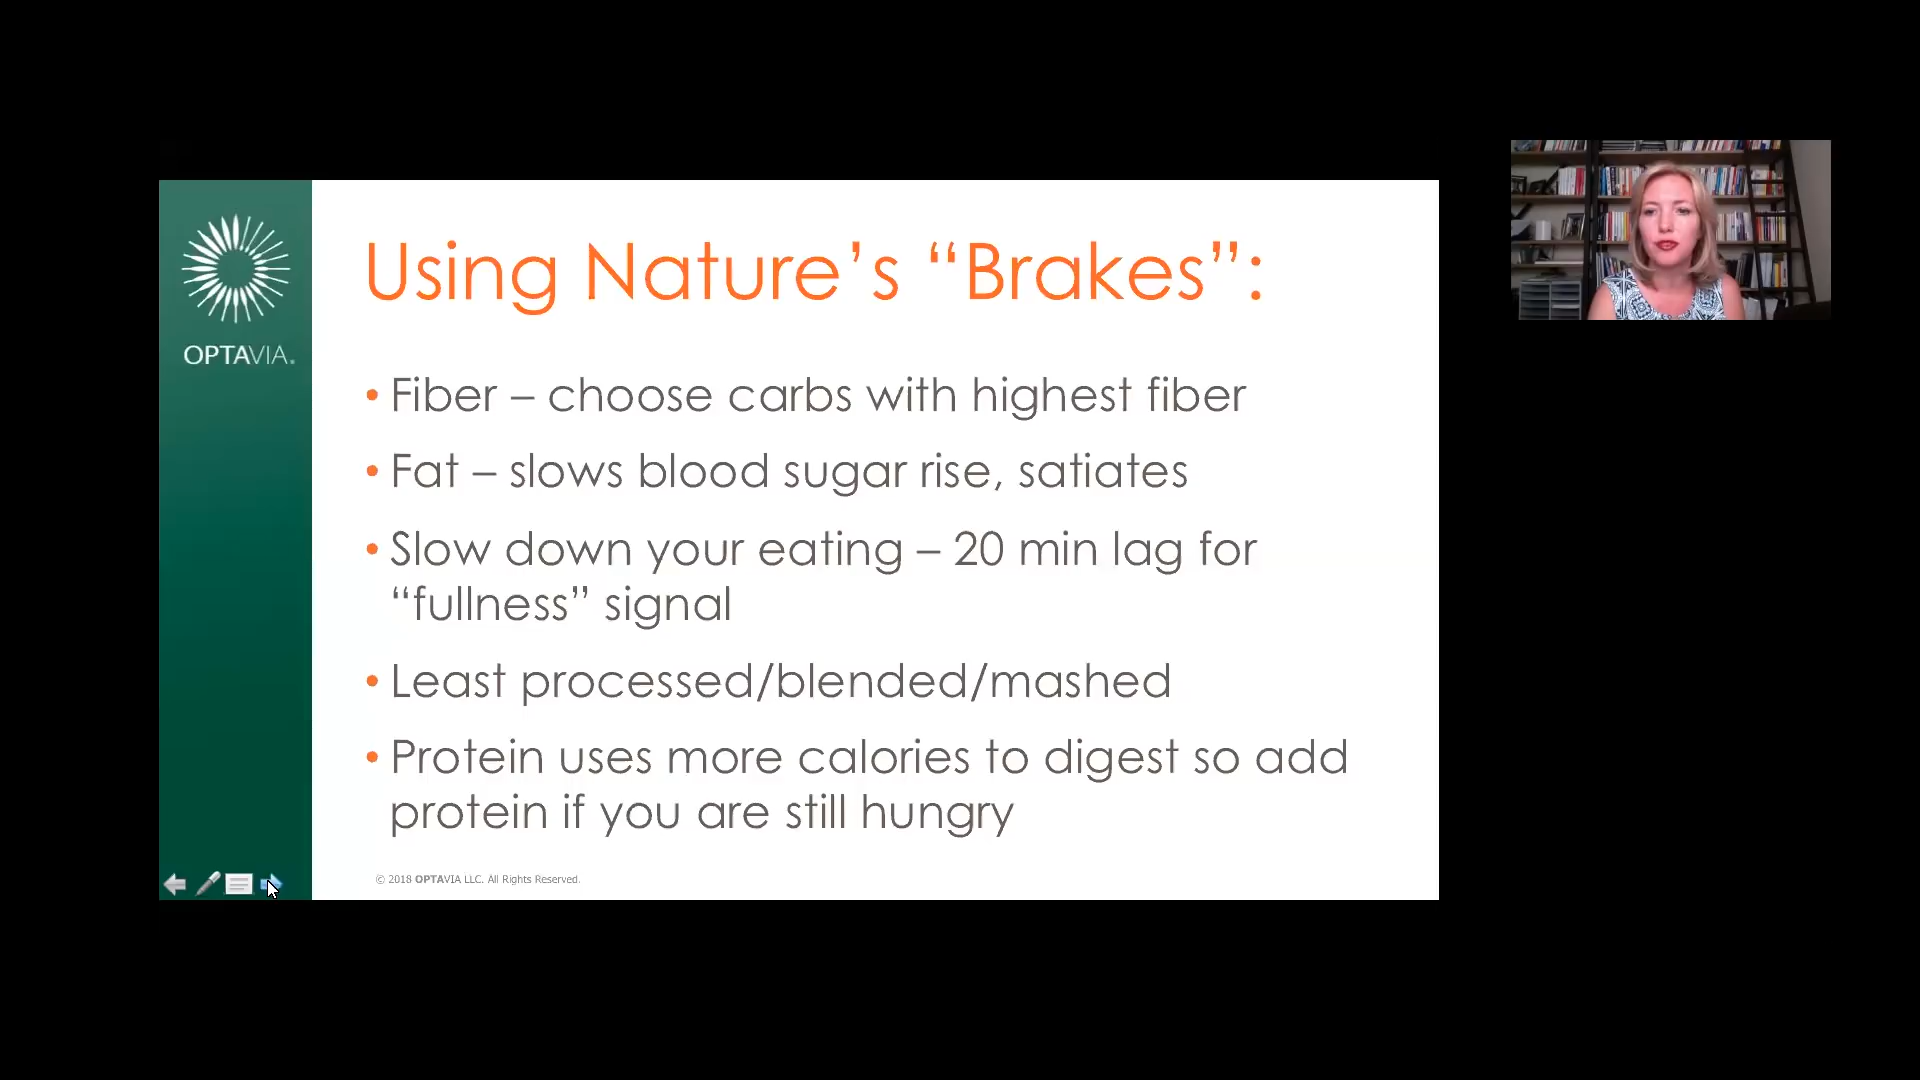 OPTAVIA.
Using Nature’s “Brakes”:
• Fiber – choose carbs with highest fiber
• Fat – slows blood sugar rise, satiates
• Slow down your eating – 20 min lag for
“fullness” signal
• Least processed/blended/mashed
• Protein uses more calories to digest so add
protein if you are still hungry
© 2018 OPTAVIA LLC. All Rights Reserved.